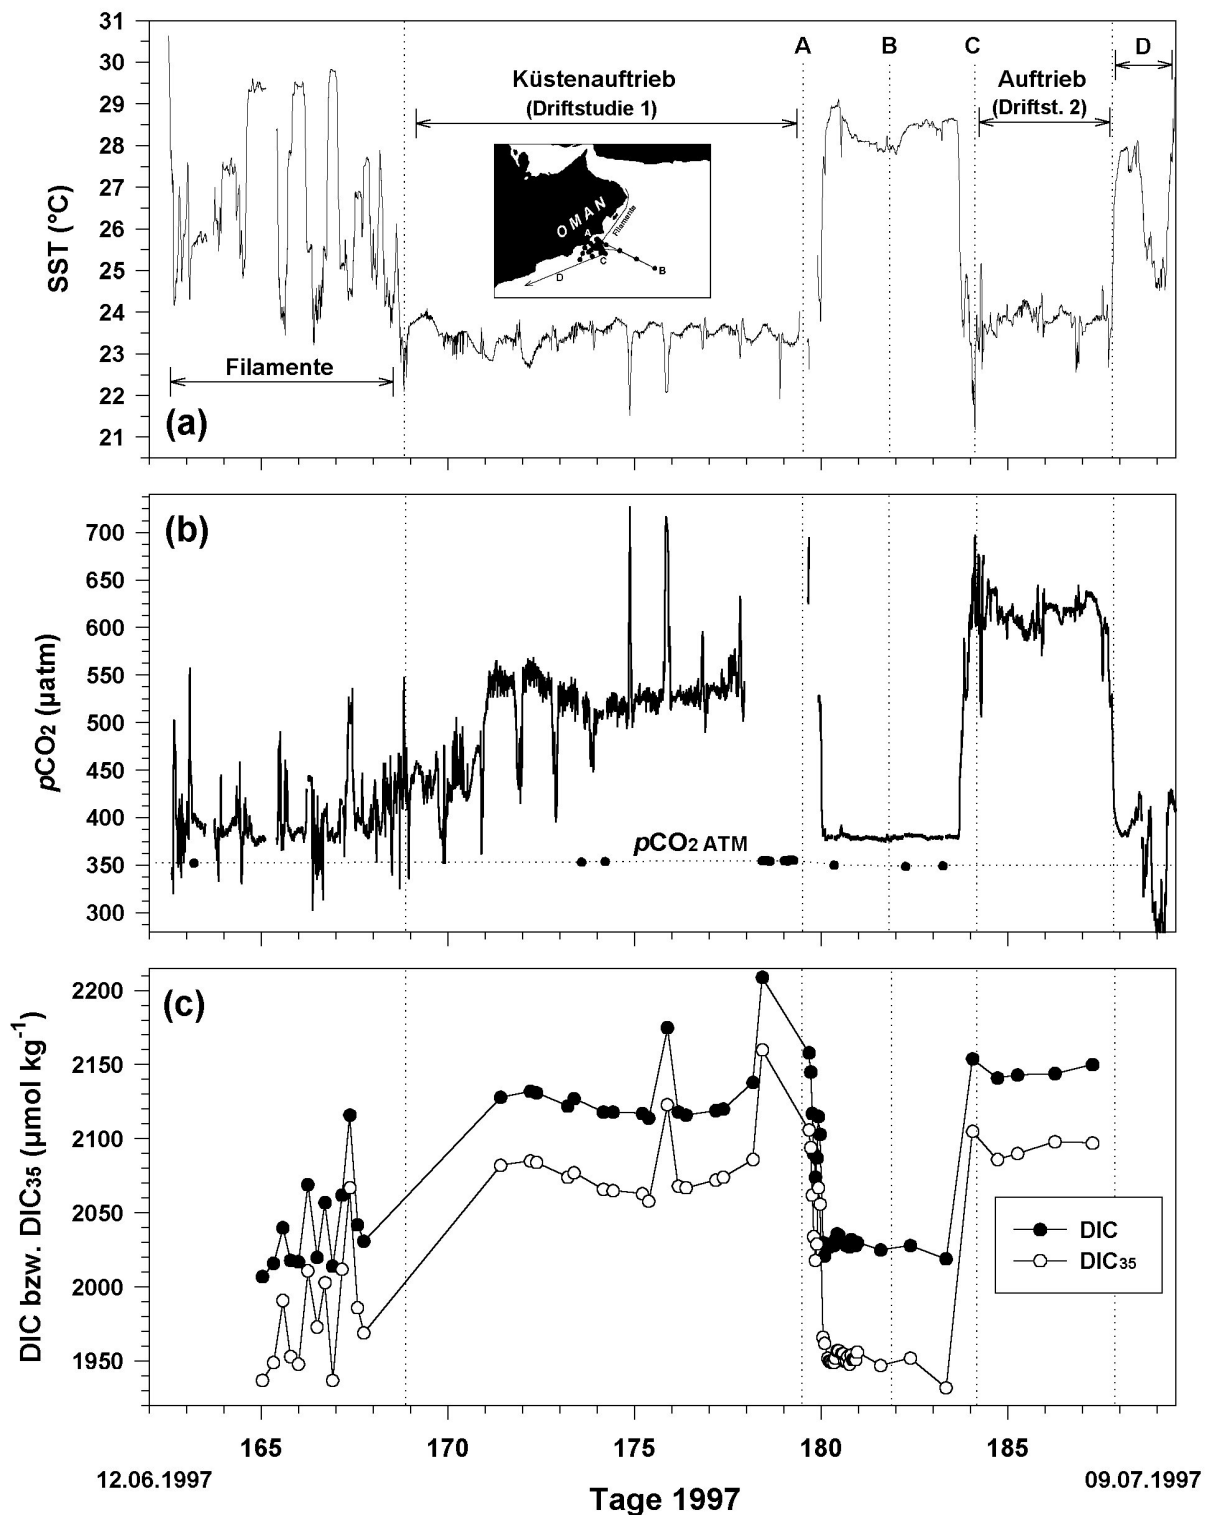 31
30
29
28
27
26
25
24
23
22
21
SST (°C)
A
B
C
D
Küstenauftrieb
(Driftstudie 1)
Auftrieb
(Driftst. 2)
OMAN
Filamente
A
B
C
D
Filamente
(a)
(b)
700
650
600
550
500
450
400
350
300
pCO2 (µatm)
pCO2 ATM
(c)
2200
2150
2100
2050
2000
1950
DIC bzw. DIC35 (µmol kg-1)
DIC
DIC35
165
170
175
180
185
12.06.1997
09.07.1997
Tage 1997